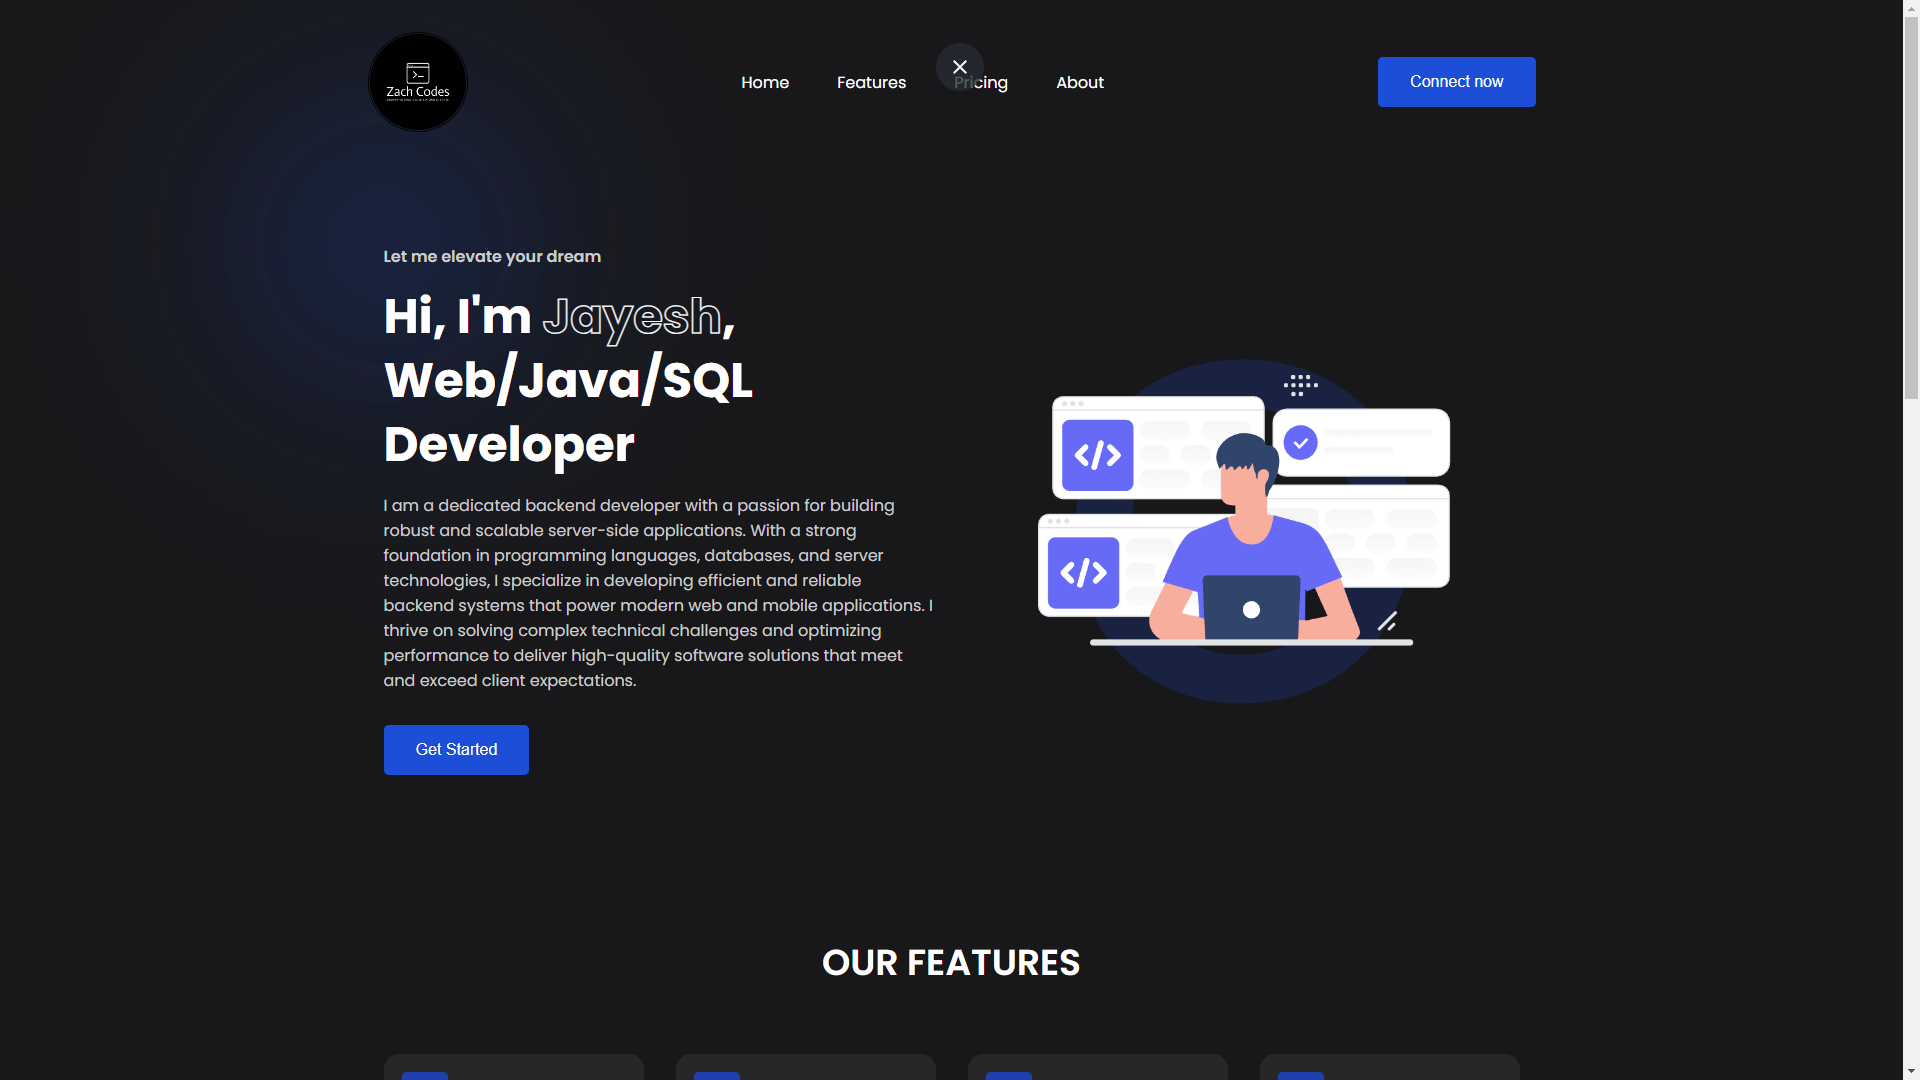 Zach Codes
Home
Features
Pricing
About
Connect now
Let me elevate your dream
Hi, I'm Jayesh,
Web/Java/SQL
Developer
I am a dedicated backend developer with a passion for building
robust and scalable server-side applications. With a strong
foundation in programming languages, databases, and server
technologies, I specialize in developing efficient and reliable
backend systems that power modern web and mobile applications. I
thrive on solving complex technical challenges and optimizing
performance to deliver high-quality software solutions that meet
and exceed client expectations.
Get Started
OUR FEATURES